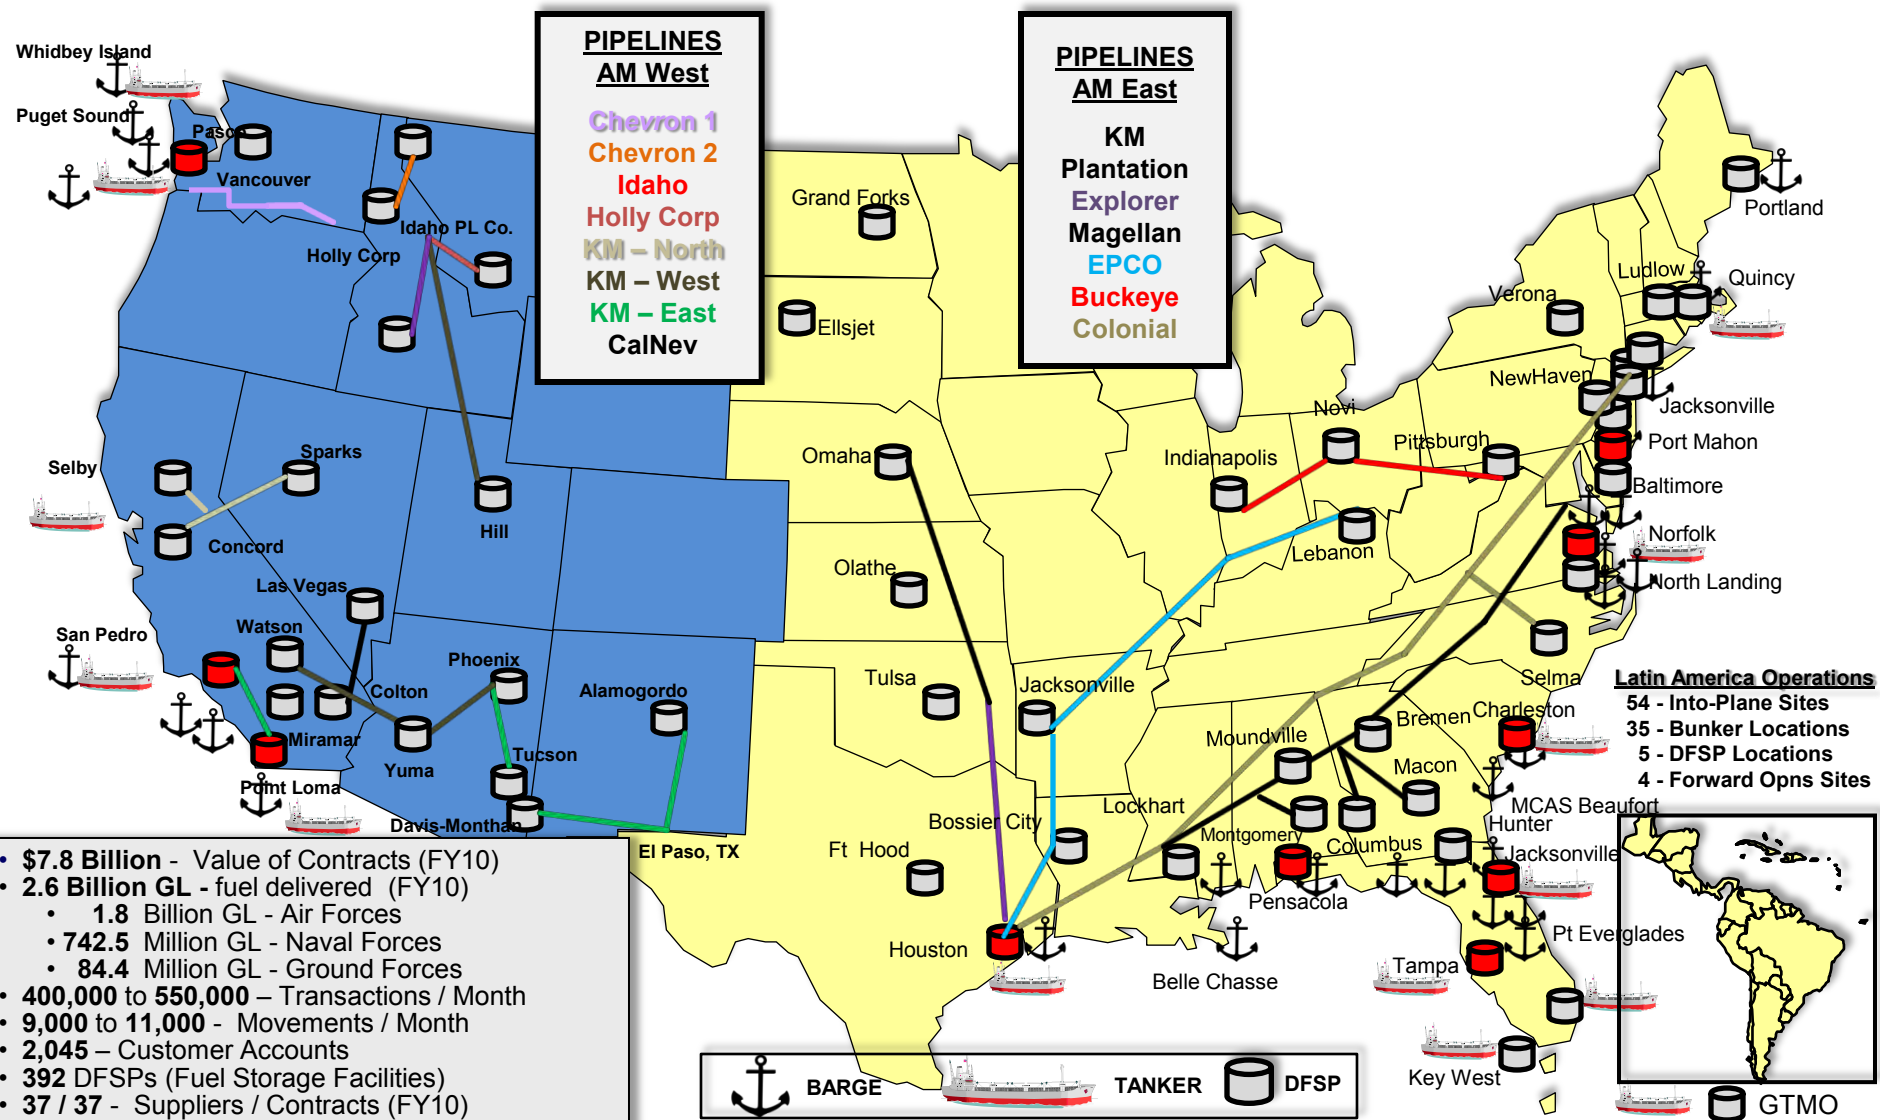 Whidbey Island
Puget Sound
Pasco
Vancouver
Idaho PL Co.
Holly Corp
Selby
Sparks
Concord
Hill
Las Vegas
Watson
San Pedro
Phoenix
Colton
Alamogordo
Miramar
Yuma
Tucson
Point Loma
Davis-Monthan
El Paso, TX
PIPELINES
AM West
Chevron 1
Chevron 2
Idaho
Holly Corp
KM – North
KM – West
KM – East
CalNev
PIPELINES
AM East
KM
Plantation
Explorer
Magellan
EPCO
Buckeye
Colonial
Grand Forks
Ellsjet
Omaha
Olathe
Tulsa
Ft Hood
Houston
Bossier City
Jacksonville
Lockhart
Belle Chasse
Indianapolis
Novi
Pittsburgh
Lebanon
Verona
Ludlow
Quincy
Portland
NewHaven
Jacksonville
Port Mahon
Baltimore
Norfolk
North Landing
Selma
Charleston
Bremen
Moundville
Macon
Montgomery
Columbus
MCAS Beaufort
Hunter
Jacksonville
Pensacola
Pt Everglades
Tampa
Key West
Latin America Operations
54 - Into-Plane Sites
35 - Bunker Locations
5 - DFSP Locations
4 - Forward Opns Sites
GTMO
• $7.8 Billion - Value of Contracts (FY10)
• 2.6 Billion GL - fuel delivered (FY10)
• 1.8 Billion GL - Air Forces
• 742.5 Million GL - Naval Forces
• 84.4 Million GL - Ground Forces
• 400,000 to 550,000 – Transactions / Month
• 9,000 to 11,000 - Movements / Month
• 2,045 – Customer Accounts
• 392 DFSPs (Fuel Storage Facilities)
• 37 / 37 - Suppliers / Contracts (FY10)
BARGE
TANKER
DFSP